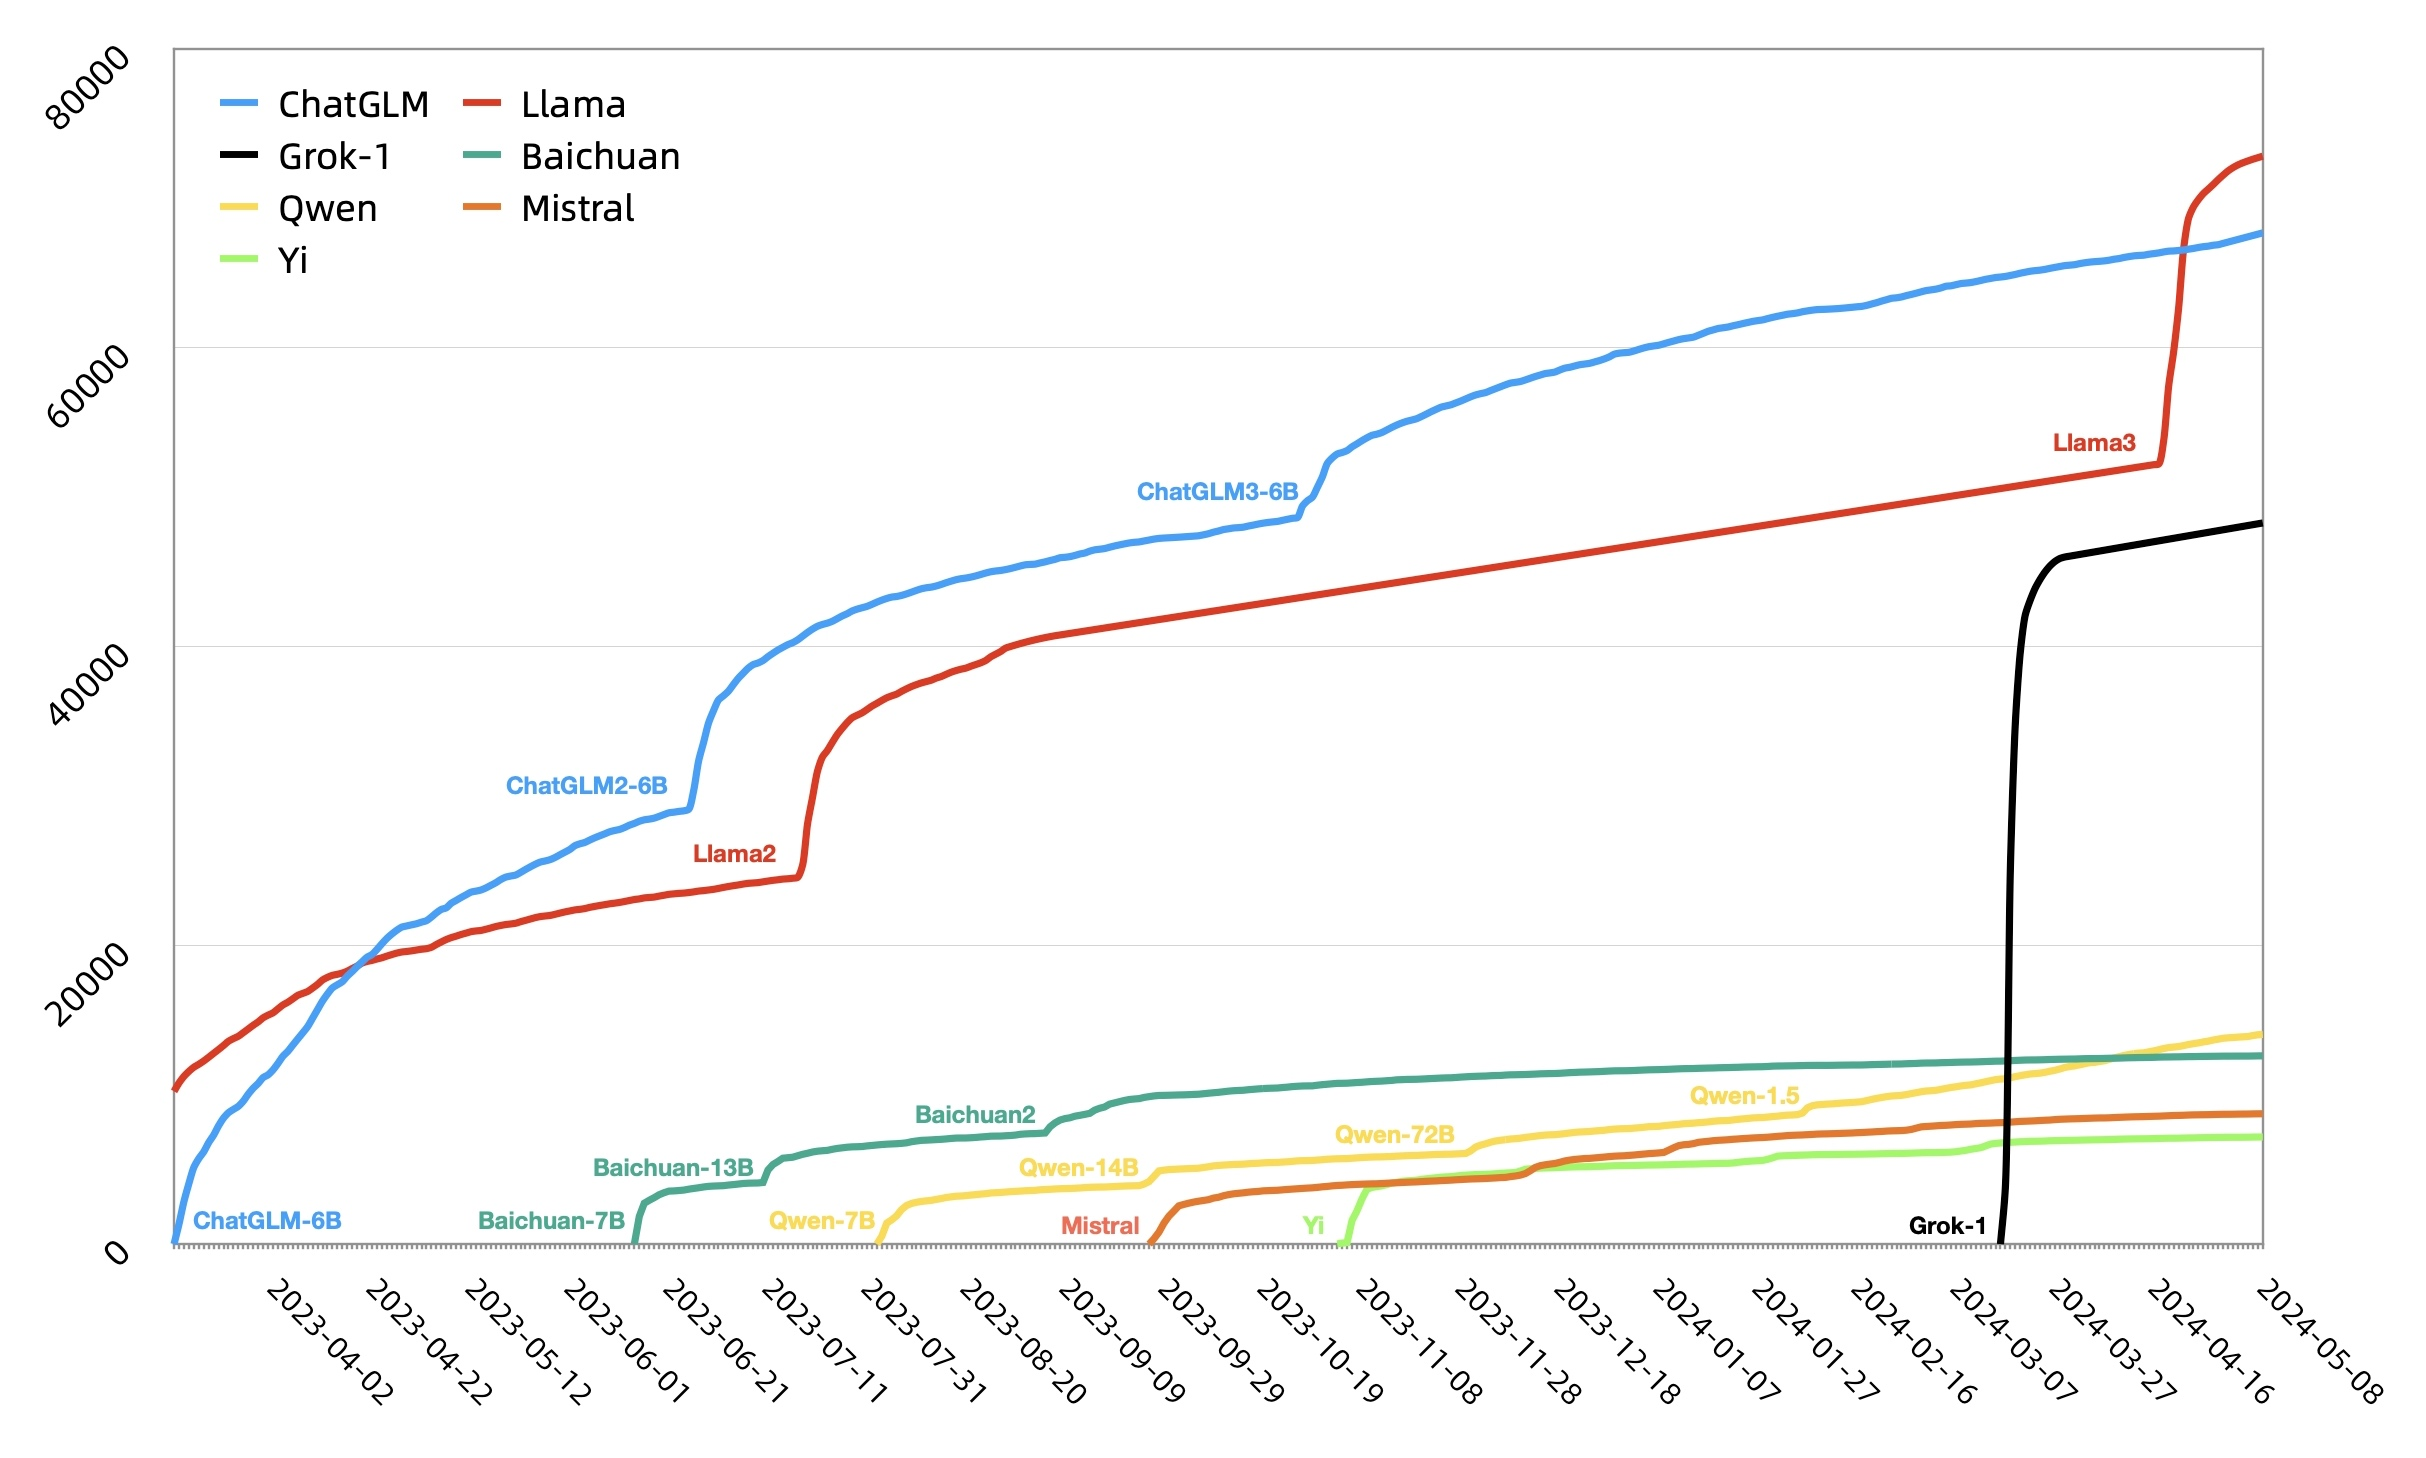 80000
60000
40000
20000
0
ChatGLM
Llama
Grok-1
Baichuan
Qwen
Mistral
Yi
Llama3
ChatGLM3-6B
ChatGLM2-6B
Llama2
Qwen-1.5
Baichuan2
Qwen-72B
Baichuan-13B
Qwen-14B
ChatGLM-6B
Baichuan-7B
Qwen-7B
Mistral
Yi
Grok-1
2023-04-02
2023-04-22
2023-05-12
2023-06-01
2023-06-21
2023-07-11
2023-07-31
2023-08-20
2023-09-09
2023-09-29
2023-10-19
2023-11-08
2023-11-28
2023-12-18
2024-01-07
2024-01-27
2024-02-16
2024-03-07
2024-03-27
2024-04-16
2024-05-08